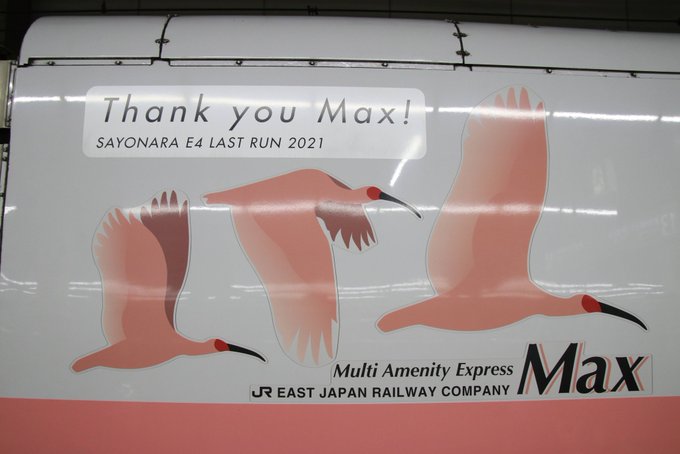 Thank you Max!
SAYONARA E4 LAST RUN 2021
Multi Amenity Express Max
JR EAST JAPAN RAILWAY COMPANY